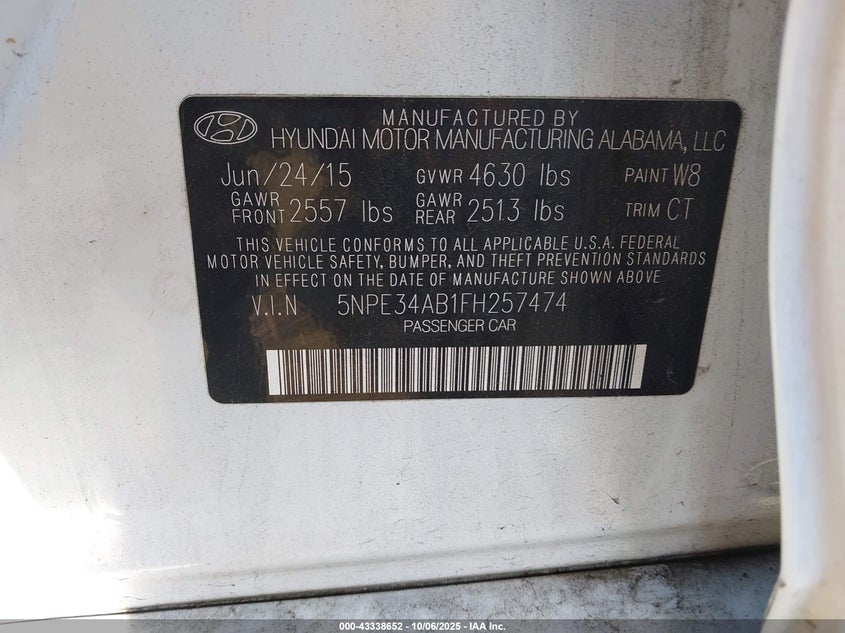 MANUFACTURED BY
HYUNDAI MOTOR MANUFACTURING ALABAMA, LLC
Jun/24/15 GVWR 4630 lbs PAINT W8
GAWR FRONT 2557 lbs GAWR REAR 2513 lbs TRIM CT
THIS VEHICLE CONFORMS TO ALL APPLICABLE U.S.A. FEDERAL
MOTOR VEHICLE SAFETY, BUMPER, AND THEFT PREVENTION STANDARDS
IN EFFECT ON THE DATE OF MANUFACTURE SHOWN ABOVE.
V.I.N 5NPE34AB1FH257474
PASSENGER CAR
000-43338652 - 10/06/2025 - IAA Inc.